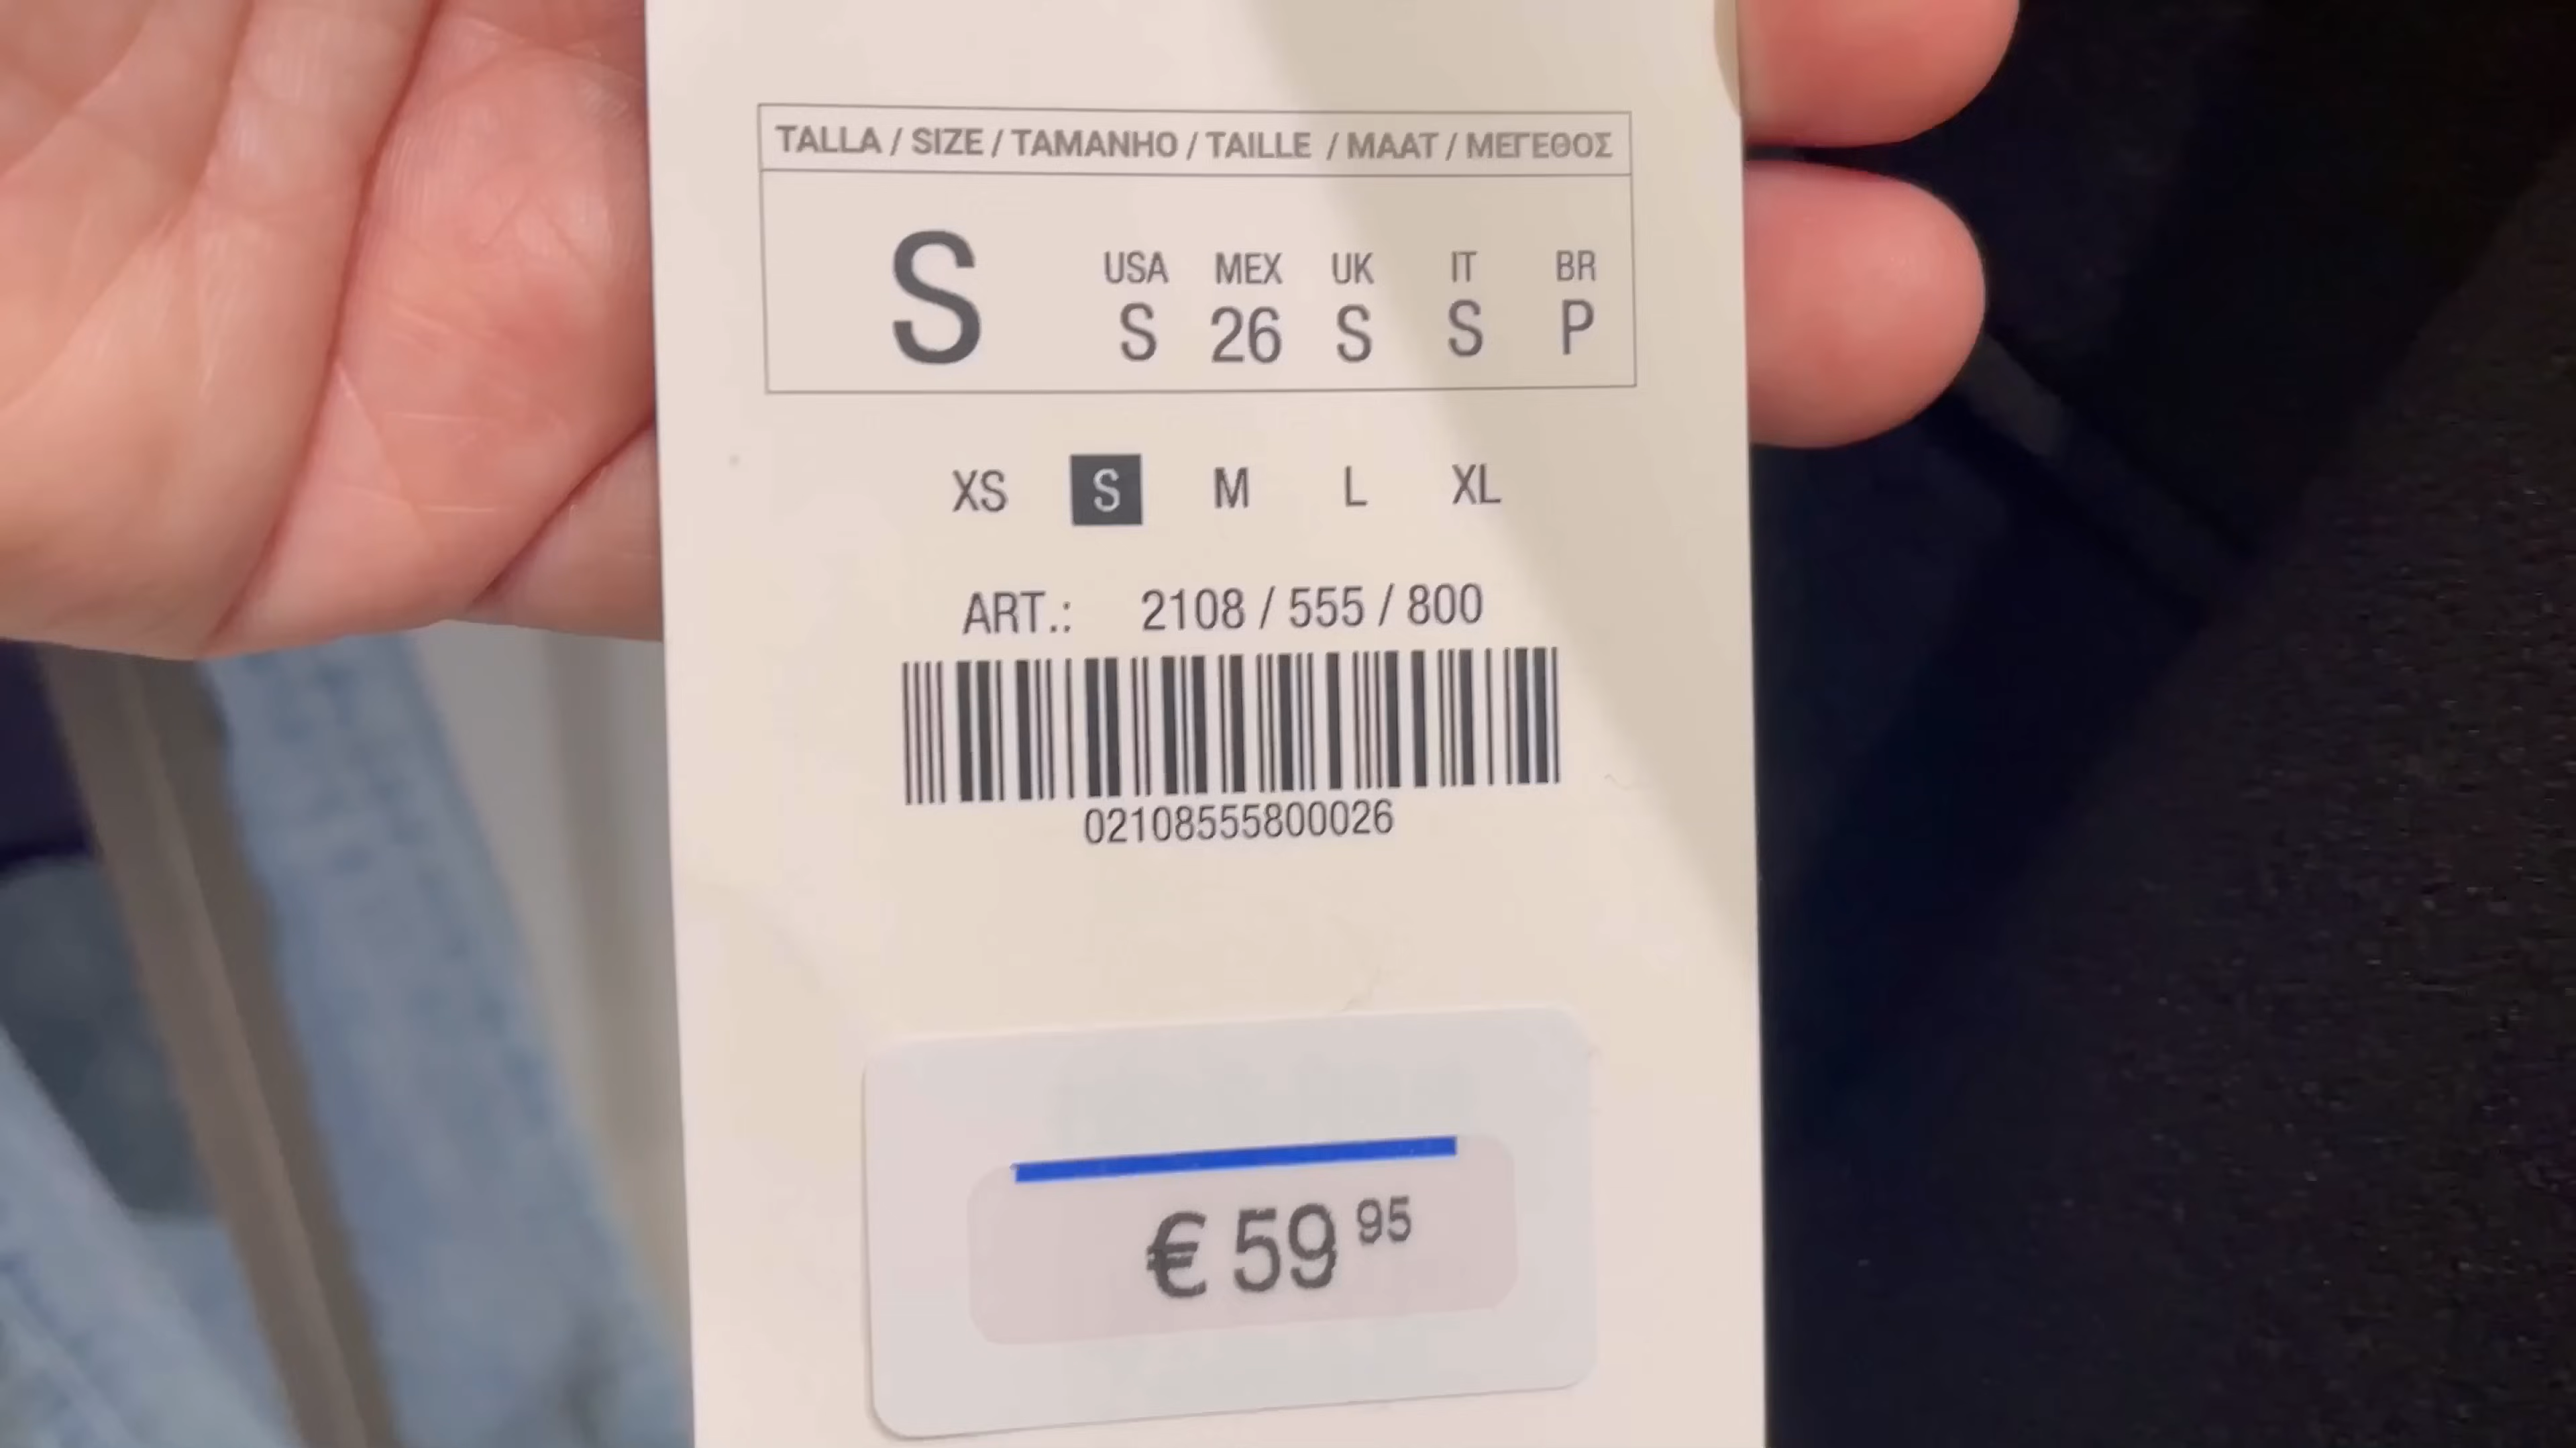 TALLA / SIZE / TAMANHO / TAILLE / MAAT / ΜΕΓΕΘΟΣ
S
USA MEX UK IT BR
S 26 S S P
XS S M L XL
ART.: 2108 / 555 / 800
02108555800026
€ 59 95